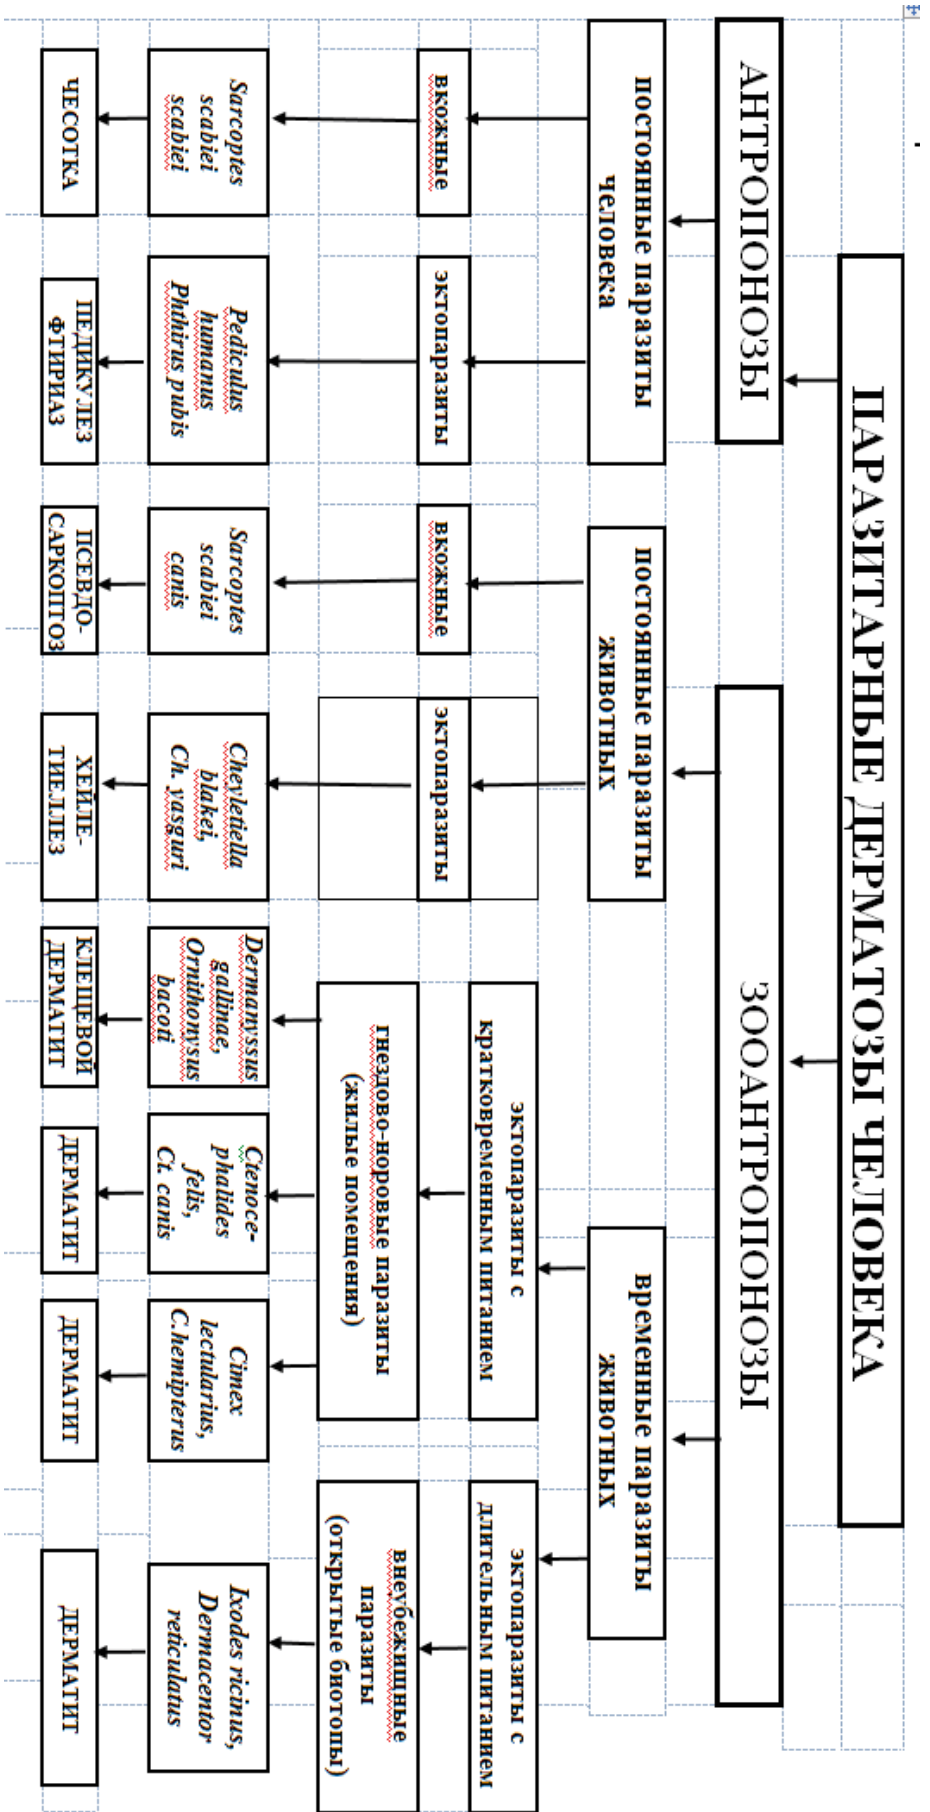 ПАРАЗИТАРНЫЕ ДЕРМАТОЗЫ ЧЕЛОВЕКА
АНТРОПОНОЗЫ
ЗООАНТРОПОНОЗЫ
постоянные паразиты
человека
постоянные паразиты
животных
временные паразиты
животных
эктопаразиты с
кратковременным питанием
эктопаразиты с
длительным питанием
вкожные
эктопаразиты
вкожные
эктопаразиты
гнездово-норовые паразиты
(жилые помещения)
внеубежищные
паразиты
(открытые биотопы)
Sarcoptes
scabiei
scabiei
Pediculus
humanus
Phthirus pubis
Sarcoptes
scabiei
canis
Cheyletiella
blakei,
Ch. yasguri
Dermanyssus
gallinae,
Ornithonysus
bacoti
Ctenoce-
phalides
felis,
Ct. canis
Cimex
lectularius,
C.hemipterus
Ixodes ricinus,
Dermacentor
reticulatus
ЧЕСОТКА
ПЕДИКУЛЕЗ
ФТИРИАЗ
ПСЕВДО-
САРКОПТОЗ
ХЕЙЛЕ-
ТИЕЛЛЕЗ
КЛЕЩЕВОЙ
ДЕРМАТИТ
ДЕРМАТИТ
ДЕРМАТИТ
ДЕРМАТИТ